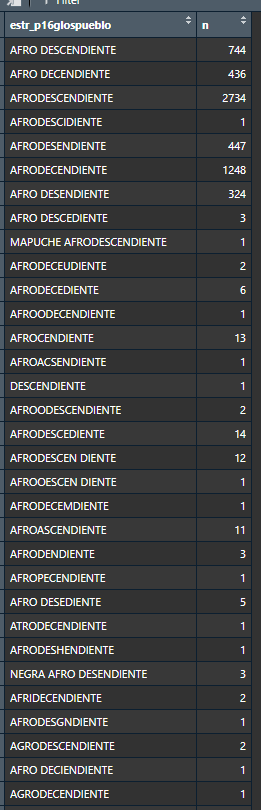 Filter
estr_p16glospueblo n
AFRO DESCENDIENTE 744
AFRO DECENDIENTE 436
AFRODESCENDIENTE 2734
AFRODESCIDIENTE 1
AFRODESENDIENTE 447
AFRODECENDIENTE 1248
AFRO DESENDIENTE 324
AFRO DESCEDIENTE 3
MAPUCHE AFRODESCENDIENTE 1
AFRODECEUDIENTE 2
AFRODECEDIENTE 6
AFROODECENDIENTE 1
AFROCENDIENTE 13
AFROACSENDIENTE 1
DESCENDIENTE 1
AFROODESCENDIENTE 2
AFRODESCEDIENTE 14
AFRODESCEN DIENTE 12
AFROOESCEN DIENTE 1
AFRODECEMDIENTE 1
AFROASCENDIENTE 11
AFRODENDIENTE 3
AFROPECENDIENTE 1
AFRO DESEDIENTE 5
ATRODECENDIENTE 1
AFRODESHENDIENTE 1
NEGRA AFRO DESENDIENTE 3
AFRIDECENDIENTE 2
AFRODESGNDIENTE 1
AGRODESCENDIENTE 2
AFRO DECIENDIENTE 1
AGRODECENDIENTE 1